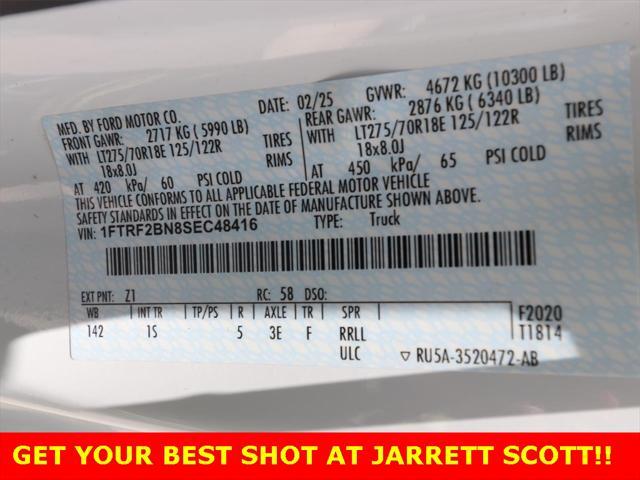 MFD. BY FORD MOTOR CO.
DATE: 02/25
GVWR: 4672 KG (10300 LB)
FRONT GAWR: 2717 KG (5990 LB)
REAR GAWR: 2876 KG (6340 LB)
WITH LT275/70R18E 125/122R TIRES
WITH LT275/70R18E 125/122R TIRES
18x8.0J RIMS
18x8.0J RIMS
AT 420 kPa/ 60 PSI COLD
AT 450 kPa/ 65 PSI COLD
THIS VEHICLE CONFORMS TO ALL APPLICABLE FEDERAL MOTOR VEHICLE
SAFETY STANDARDS IN EFFECT ON THE DATE OF MANUFACTURE SHOWN ABOVE.
VIN: 1FTRF2BN8SEC48416
TYPE: Truck
EXT PNT: Z1 RC: 58 DSO:
WB INT TR TP/PS R AXLE TR SPR F2020
142 1S 5 3E F RRLL T1814
ULC ▽ RU5A-3520472-AB
GET YOUR BEST SHOT AT JARRETT SCOTT!!